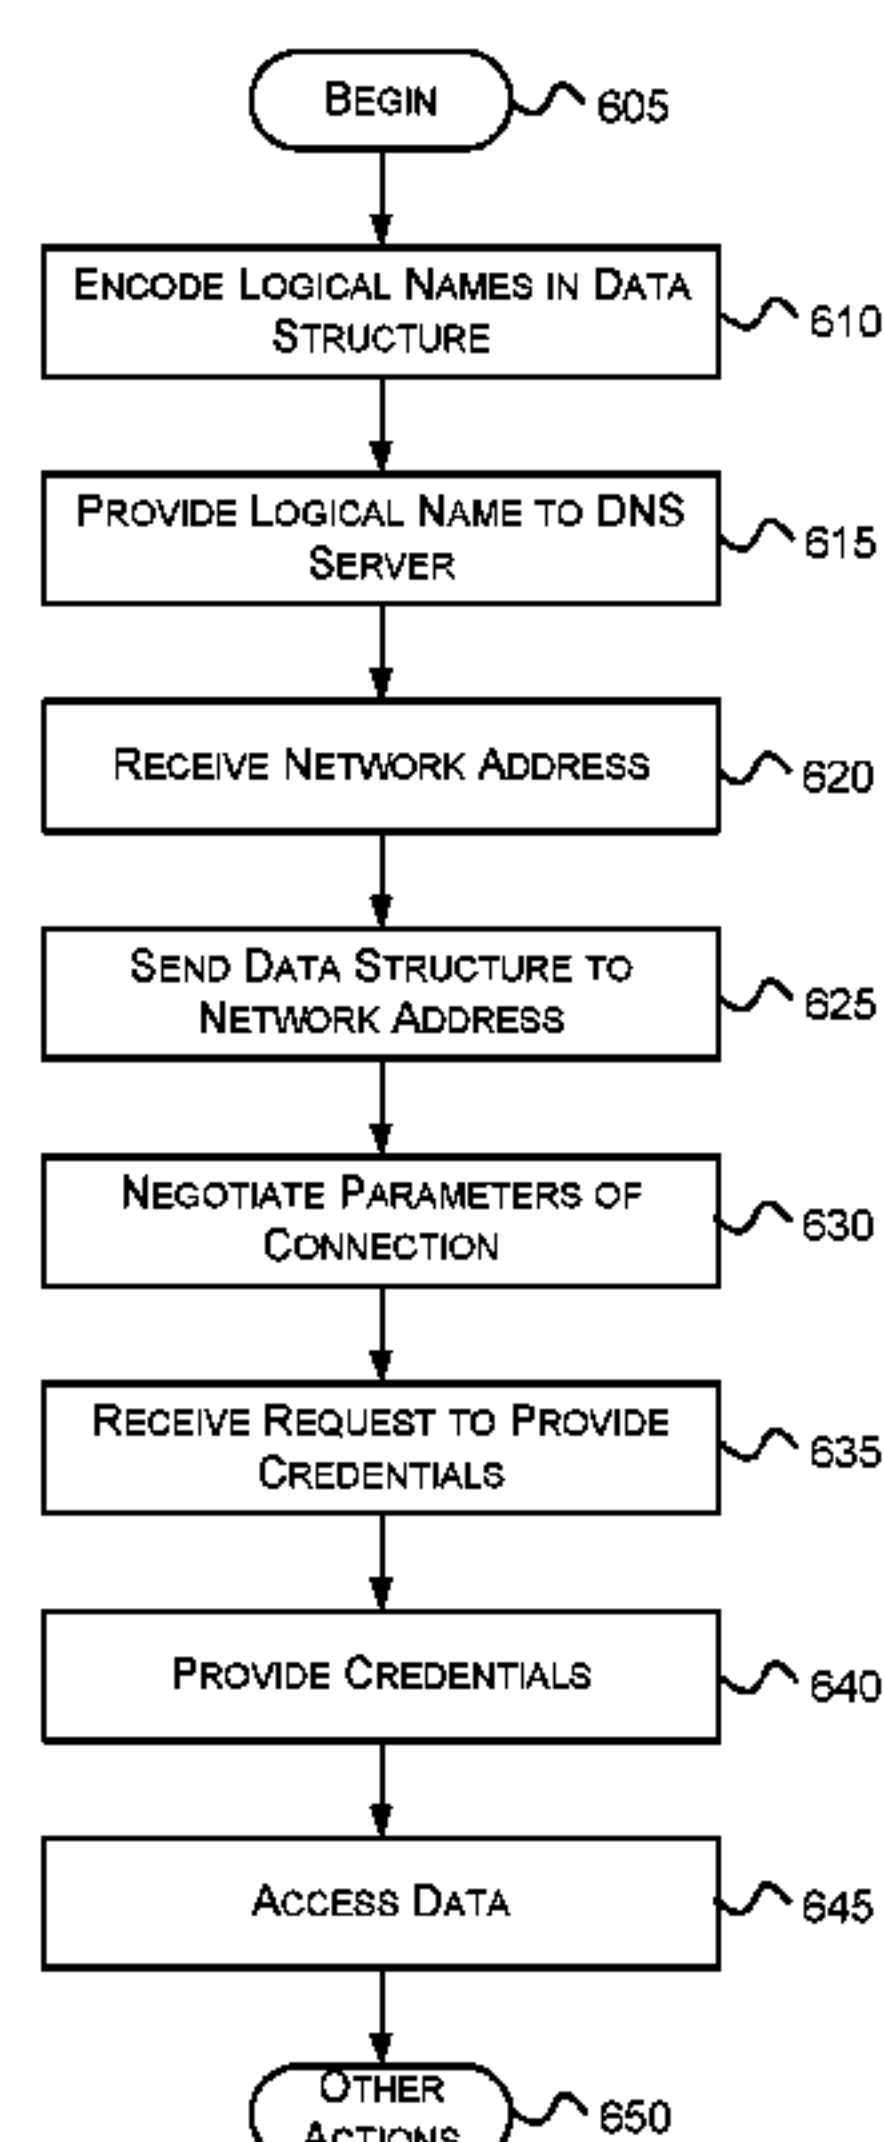 BEGIN
605
ENCODE LOGICAL NAMES IN DATA
STRUCTURE
610
PROVIDE LOGICAL NAME TO DNS
SERVER
615
RECEIVE NETWORK ADDRESS
620
SEND DATA STRUCTURE TO
NETWORK ADDRESS
625
NEGOTIATE PARAMETERS OF
CONNECTION
630
RECEIVE REQUEST TO PROVIDE
CREDENTIALS
635
PROVIDE CREDENTIALS
640
ACCESS DATA
645
OTHER
ACTIONS
650